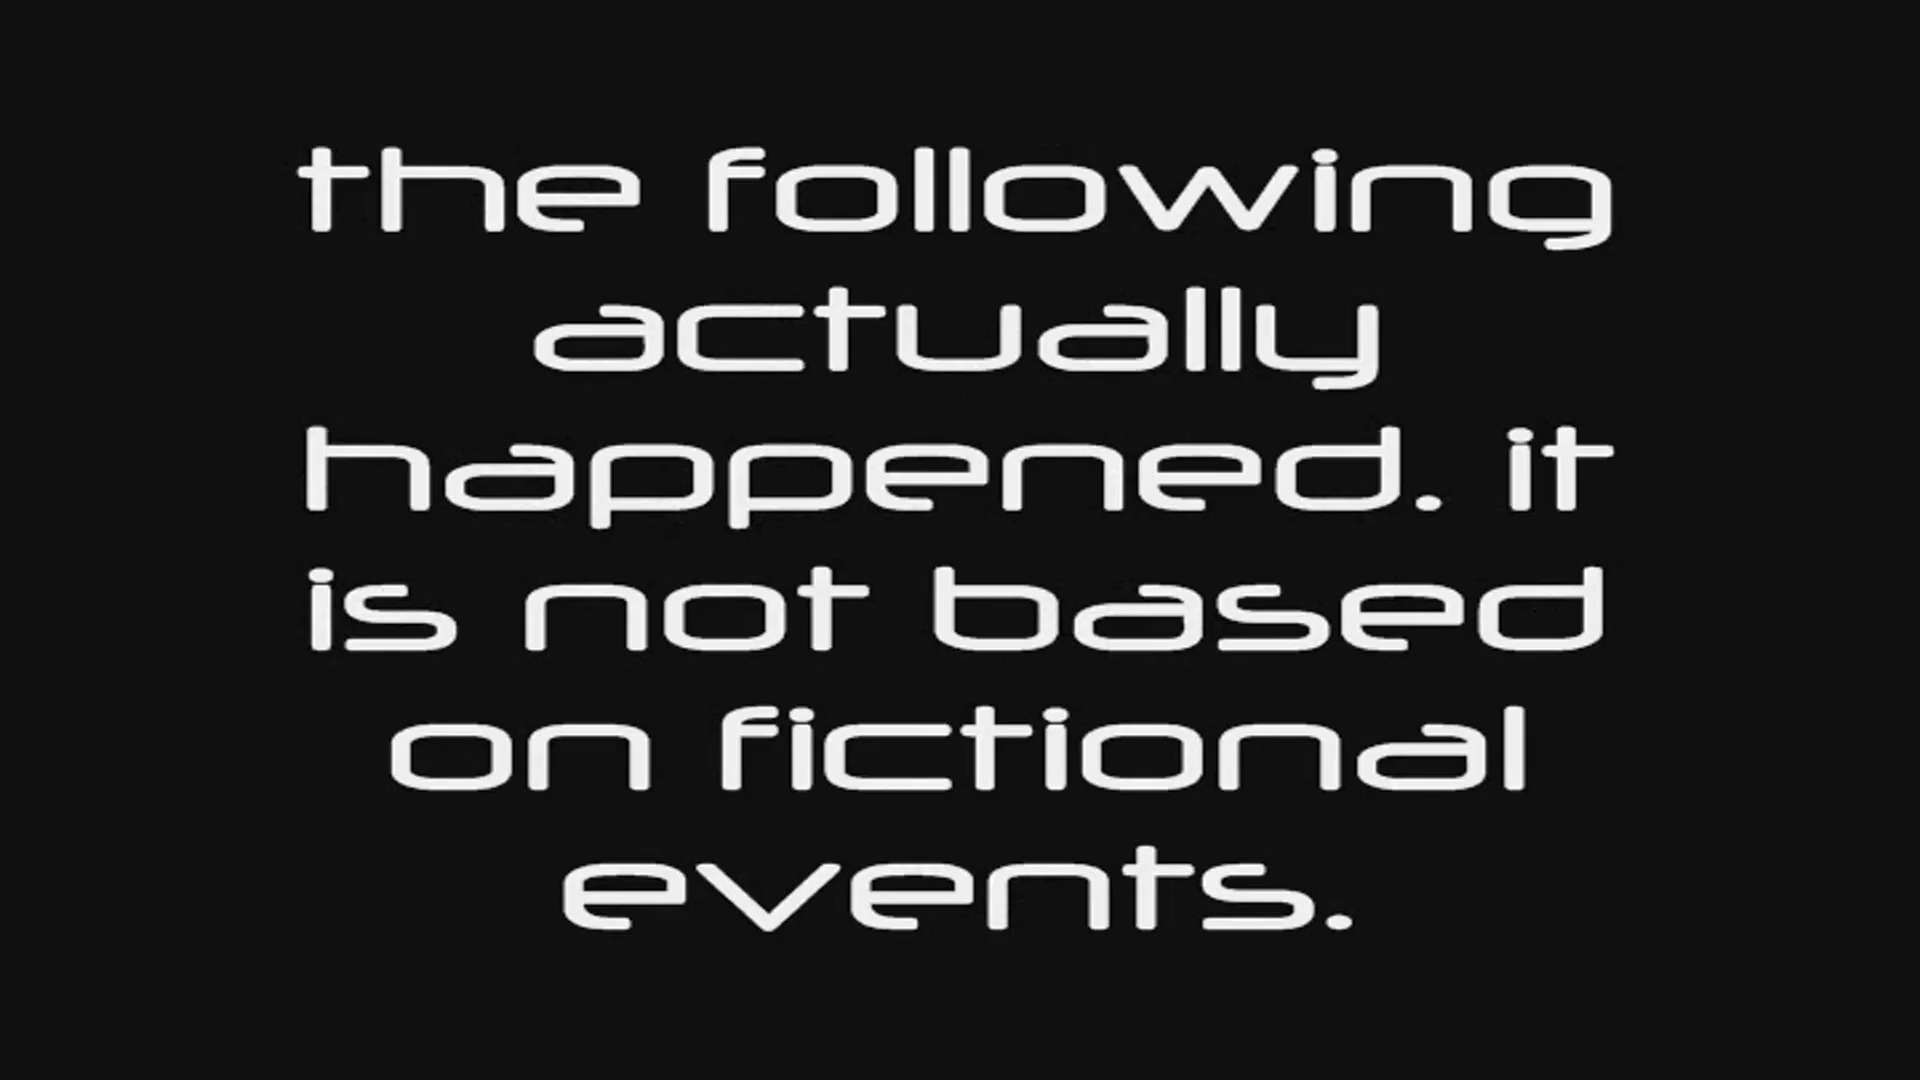 the following
actually
happened. it
is not based
on fictional
events.